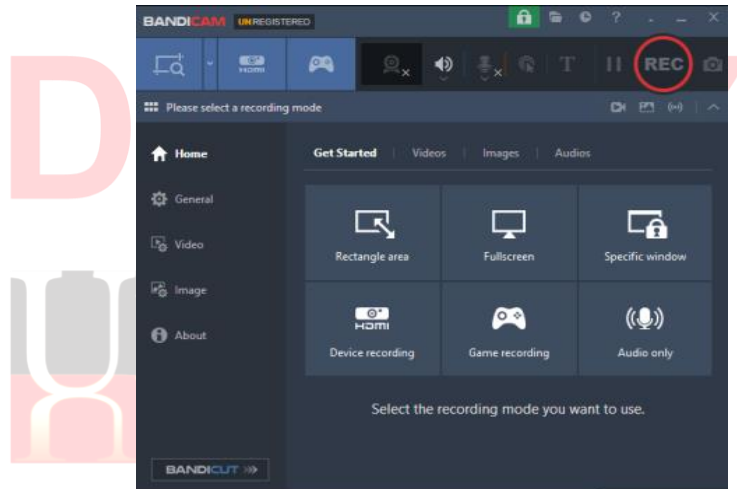 BANDICAM UNREGISTERED
?
HDMI
T
REC
Please select a recording mode
Home
Get Started
Videos
Images
Audios
General
Video
Image
About
Rectangle area
Fullscreen
Specific window
HDMI
Device recording
Game recording
Audio only
Select the recording mode you want to use.
BANDICUT